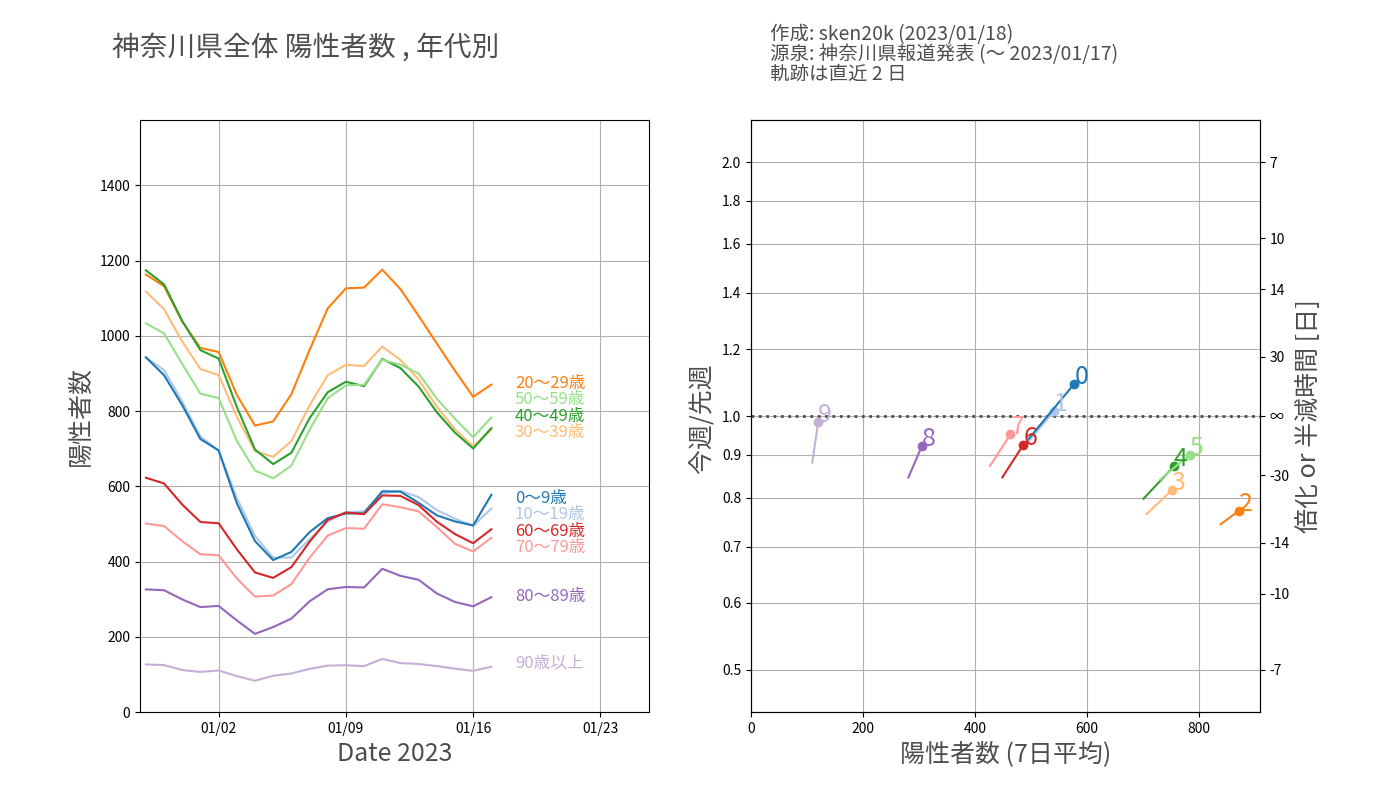 神奈川県全体 陽性者数 , 年代別
作成: sken20k (2023/01/18)
源泉: 神奈川県報道発表 (〜 2023/01/17)
軌跡は直近 2 日
陽性者数
1400
1200
1000
800
600
400
200
0
20〜29歳
50〜59歳
40〜49歳
30〜39歳
0〜9歳
10〜19歳
60〜69歳
70〜79歳
80〜89歳
90歳以上
01/02
01/09
01/16
01/23
Date 2023
今週/先週
2.0
1.8
1.6
1.4
1.2
1.0
0.9
0.8
0.7
0.6
0.5
0
1
9
7
6
8
5
4
3
2
7
10
14
30
∞
-30
-14
-10
-7
倍化 or 半減時間 [日]
0
200
400
600
800
陽性者数 (7日平均)